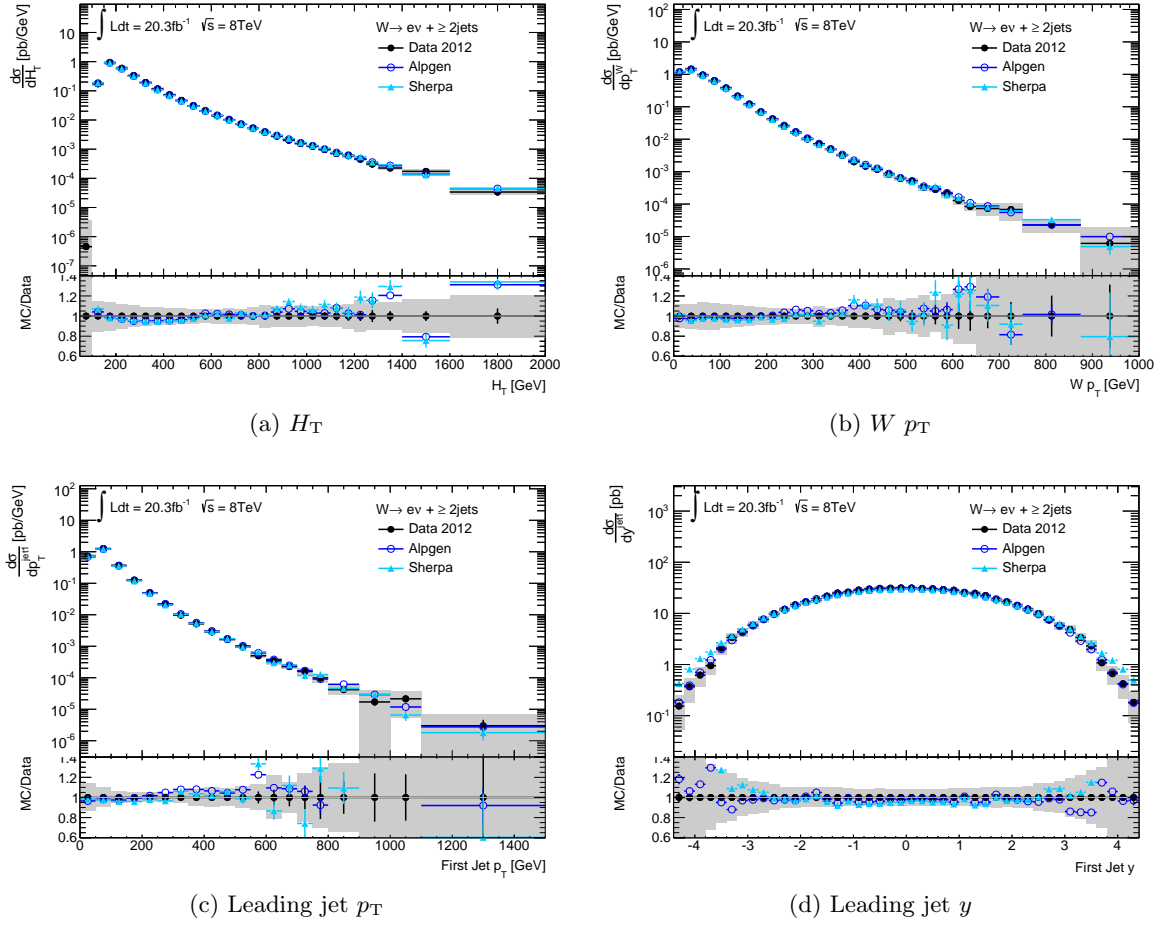 ∫ Ldt = 20.3fb⁻¹ √s = 8TeV
W→ eν + ≥ 2jets
Data 2012
Alpgen
Sherpa
dσ/dH_T [pb/GeV]
10
1
10⁻¹
10⁻²
10⁻³
10⁻⁴
10⁻⁵
10⁻⁶
10⁻⁷
MC/Data
1.4
1.2
1.0
0.8
0.6
200 400 600 800 1000 1200 1400 1600 1800 2000
H_T [GeV]
(a) H_T
∫ Ldt = 20.3fb⁻¹ √s = 8TeV
W→ eν + ≥ 2jets
Data 2012
Alpgen
Sherpa
dσ/dp_T^W [pb/GeV]
10²
10
1
10⁻¹
10⁻²
10⁻³
10⁻⁴
10⁻⁵
10⁻⁶
MC/Data
1.4
1.2
1
0.8
0.6
0 100 200 300 400 500 600 700 800 900 1000
W p_T [GeV]
(b) W p_T
∫ Ldt = 20.3fb⁻¹ √s = 8TeV
W→ eν + ≥ 2jets
Data 2012
Alpgen
Sherpa
[pb/GeV]
10²
10
1
10⁻¹
10⁻²
10⁻³
10⁻⁴
10⁻⁵
10⁻⁶
MC/Data
1.4
1.2
1
0.8
0.6
0 200 400 600 800 1000 1200 1400
First Jet p_T [GeV]
(c) Leading jet p_T
∫ Ldt = 20.3fb⁻¹ √s = 8TeV
W→ eν + ≥ 2jets
Data 2012
Alpgen
Sherpa
[pb]
10³
10²
10
1
10⁻¹
MC/Data
1.4
1.2
1
0.8
0.6
-4 -3 -2 -1 0 1 2 3 4
First Jet y
(d) Leading jet y